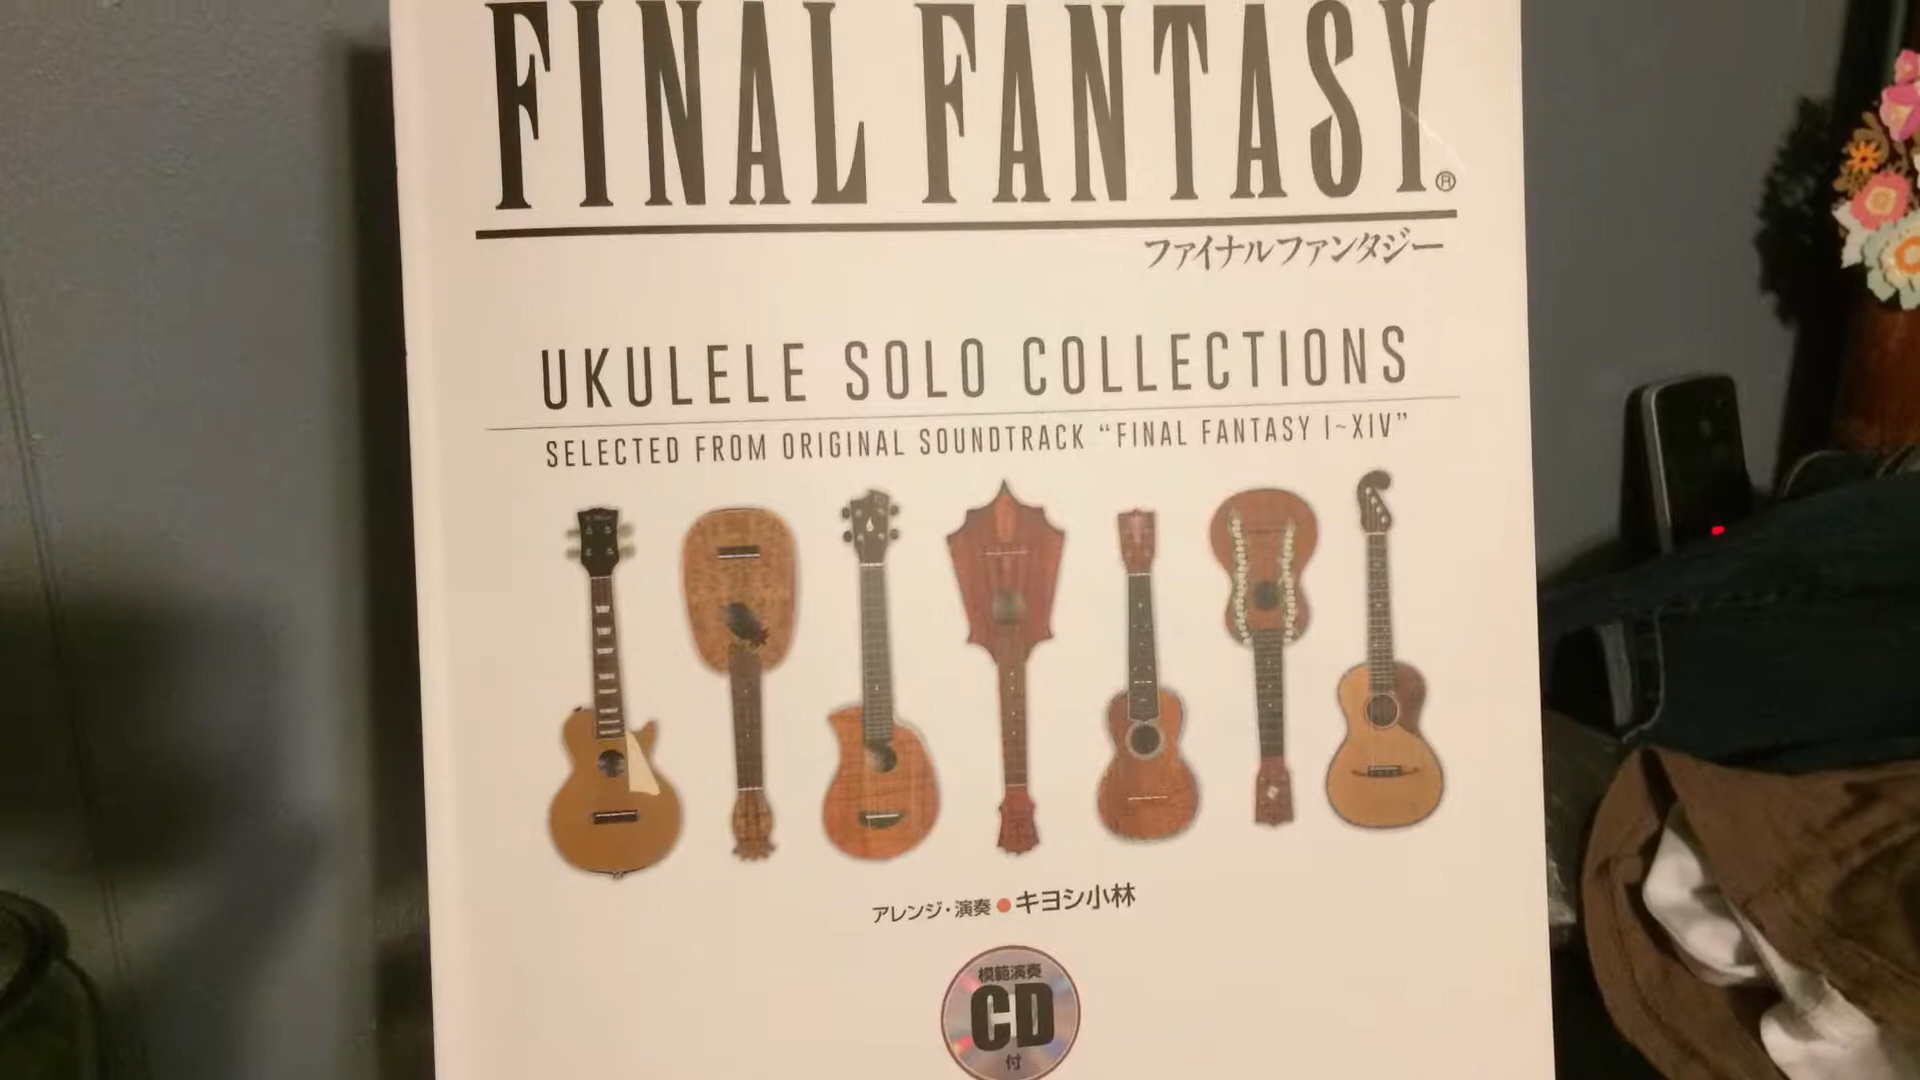 FINAL FANTASY®
ファイナルファンタジー
UKULELE SOLO COLLECTIONS
SELECTED FROM ORIGINAL SOUNDTRACK “FINAL FANTASY I~XIV”
アレンジ・演奏●キヨシ小林
模範演奏
CD
付